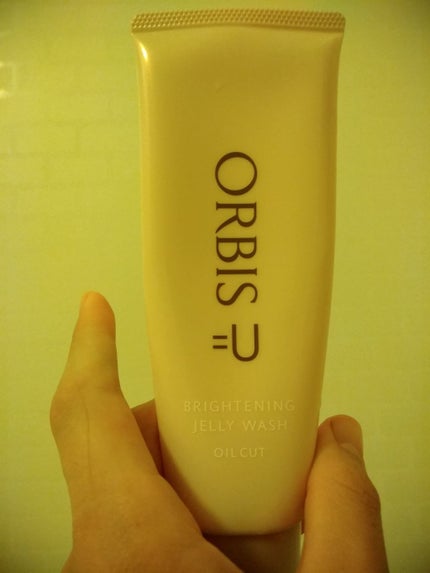 ORBIS U
BRIGHTENING
JELLY WASH
OIL CUT